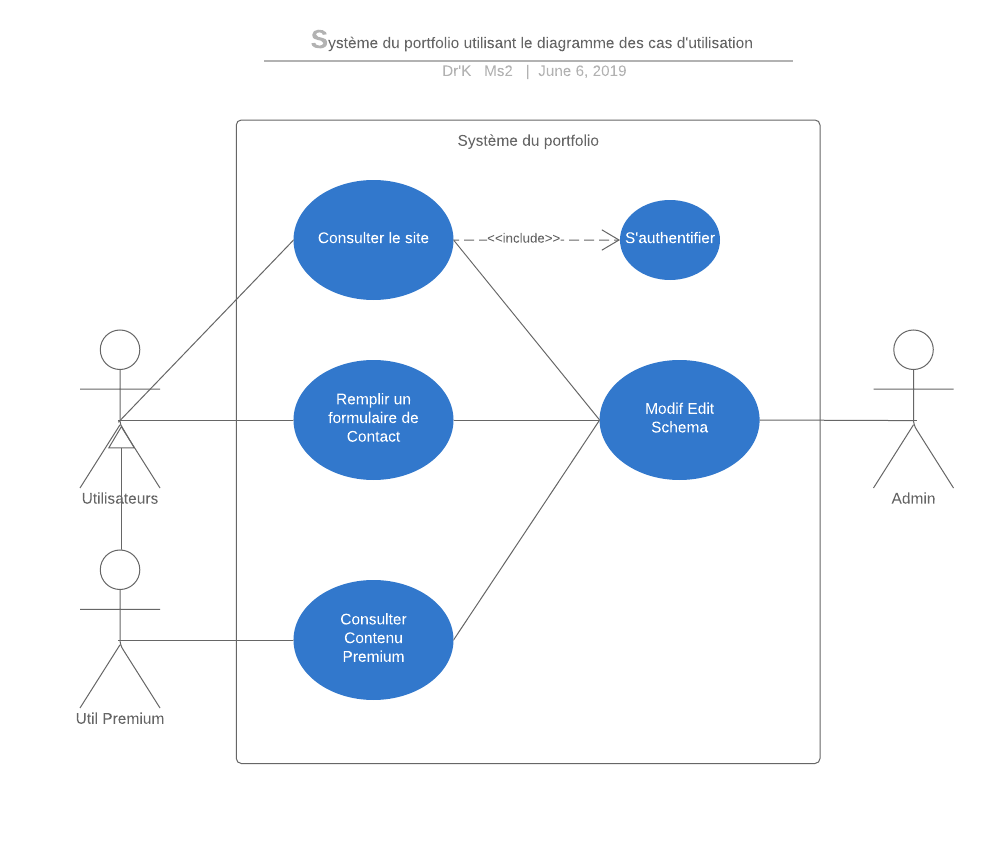 Système du portfolio utilisant le diagramme des cas d'utilisation
Dr'K Ms2 | June 6, 2019
Système du portfolio
Consulter le site
<<include>>
S'authentifier
Remplir un
formulaire de
Contact
Modif Edit
Schema
Utilisateurs
Admin
Consulter
Contenu
Premium
Util Premium